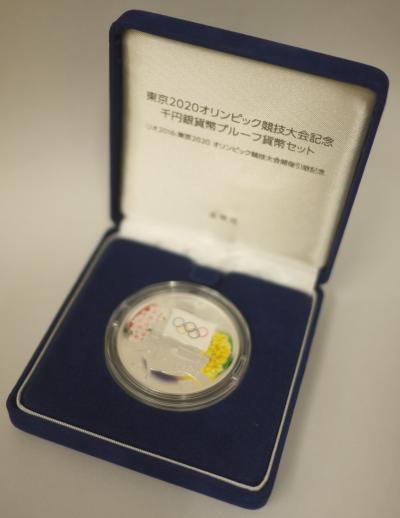 東京2020オリンピック競技大会記念
千円銀貨幣プルーフ貨幣セット
リオ2016-東京2020 オリンピック競技大会開催引継記念
造幣局